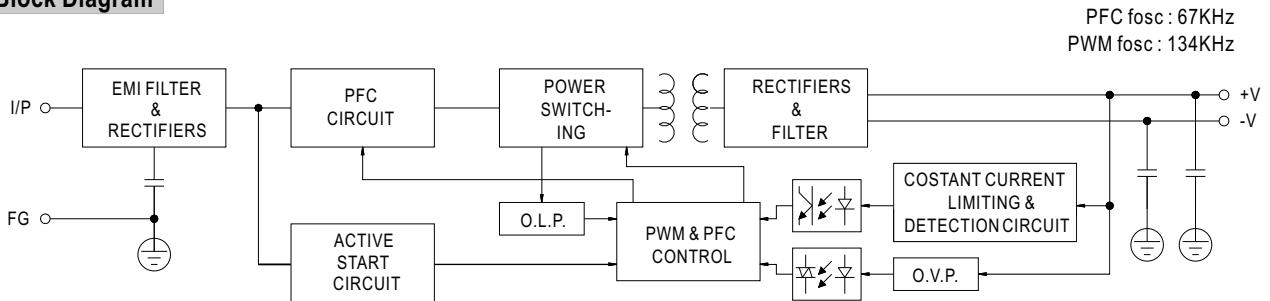 Block Diagram
PFC fosc : 67KHz
PWM fosc : 134KHz
I/P
EMI FILTER
&
RECTIFIERS
PFC
CIRCUIT
POWER
SWITCH-
ING
RECTIFIERS
&
FILTER
+V
-V
FG
O.L.P.
ACTIVE
START
CIRCUIT
PWM & PFC
CONTROL
COSTANT CURRENT
LIMITING &
DETECTION CIRCUIT
O.V.P.